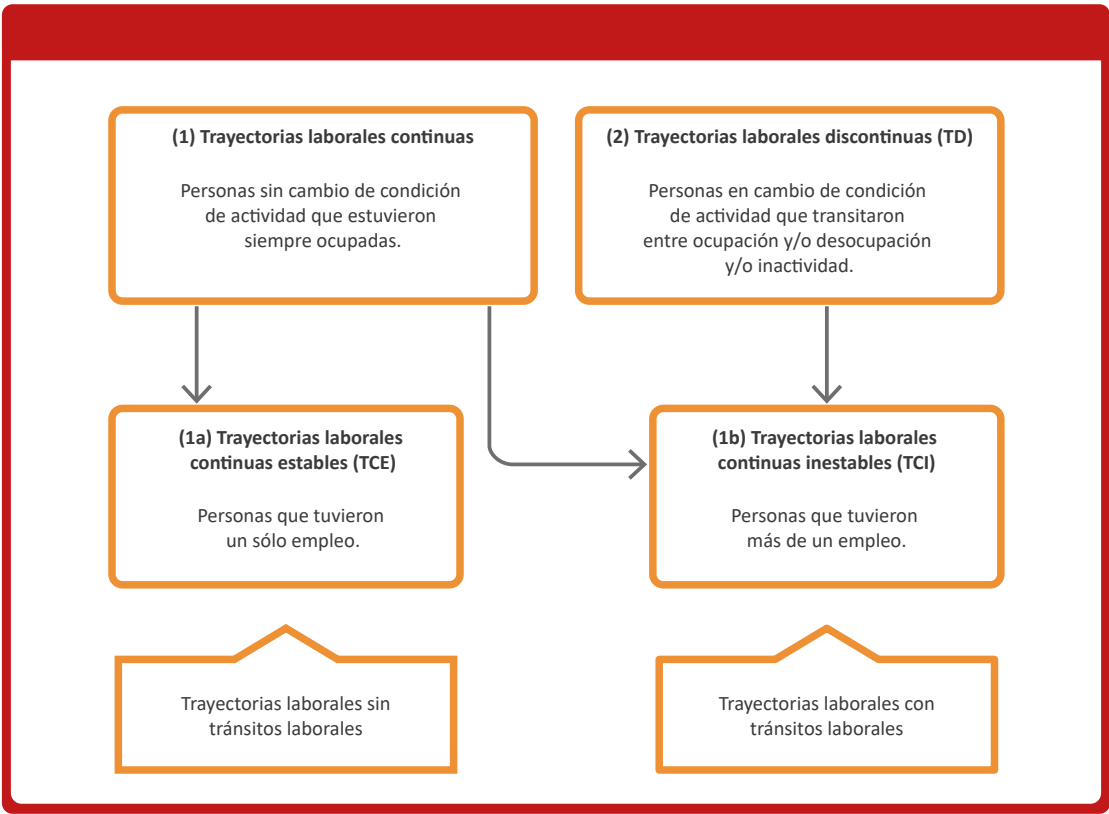 (1) Trayectorias laborales continuas
Personas sin cambio de condición
de actividad que estuvieron
siempre ocupadas.
(2) Trayectorias laborales discontinuas (TD)
Personas en cambio de condición
de actividad que transitaron
entre ocupación y/o desocupación
y/o inactividad.
(1a) Trayectorias laborales
continuas estables (TCE)
Personas que tuvieron
un sólo empleo.
(1b) Trayectorias laborales
continuas inestables (TCI)
Personas que tuvieron
más de un empleo.
Trayectorias laborales sin
tránsitos laborales
Trayectorias laborales con
tránsitos laborales